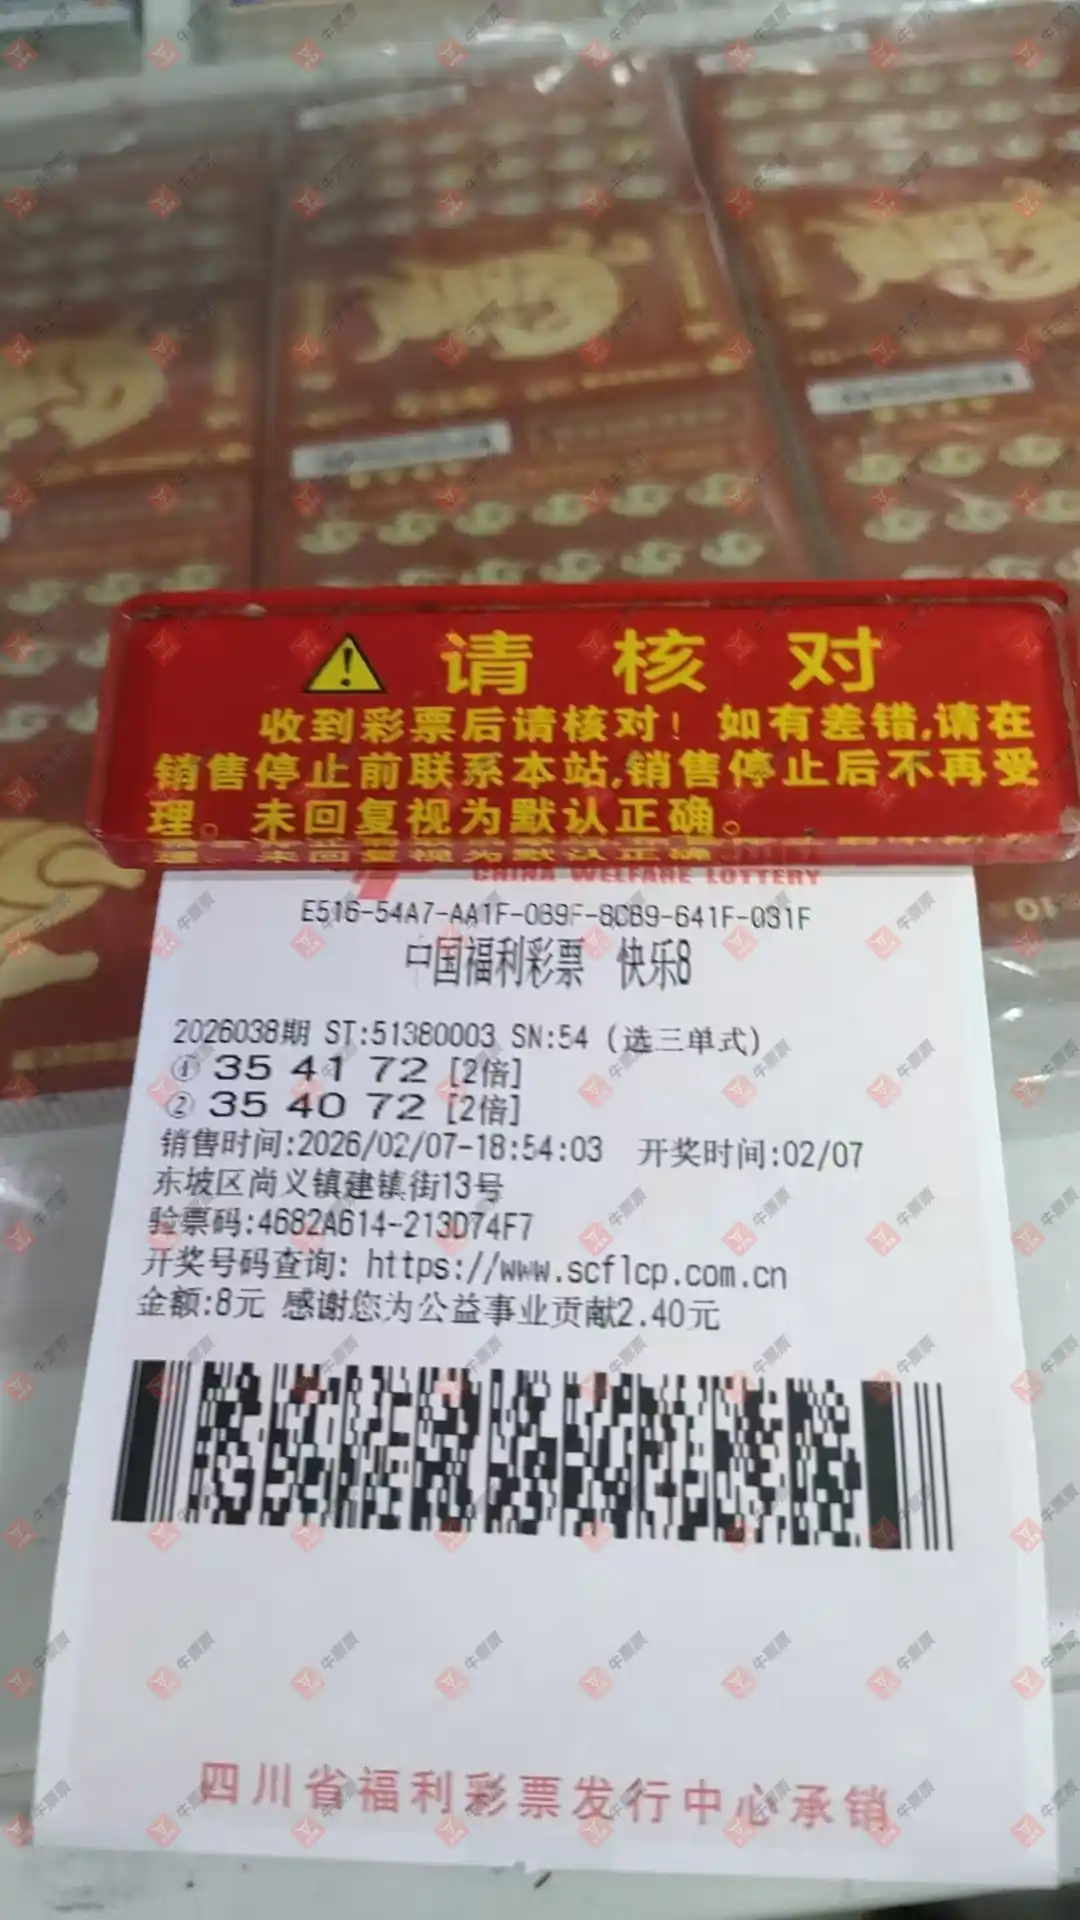 请核对
收到彩票后请核对！如有差错,请在
销售停止前联系本站,销售停止后不再受
理。未回复视为默认正确。
CHINA WELFARE LOTTERY
E516-54A7-AA1F-0B9F-8CB9-641F-031F
中国福利彩票 快乐8
2026038期 ST:51380003 SN:54 (选三单式)
① 35 41 72 [2倍]
② 35 40 72 [2倍]
销售时间:2026/02/07-18:54:03 开奖时间:02/07
东坡区尚义镇建镇街13号
验票码:4682A614-213D74F7
开奖号码查询: https://www.scflcp.com.cn
金额:8元 感谢您为公益事业贡献2.40元
四川省福利彩票发行中心承销
牛票票